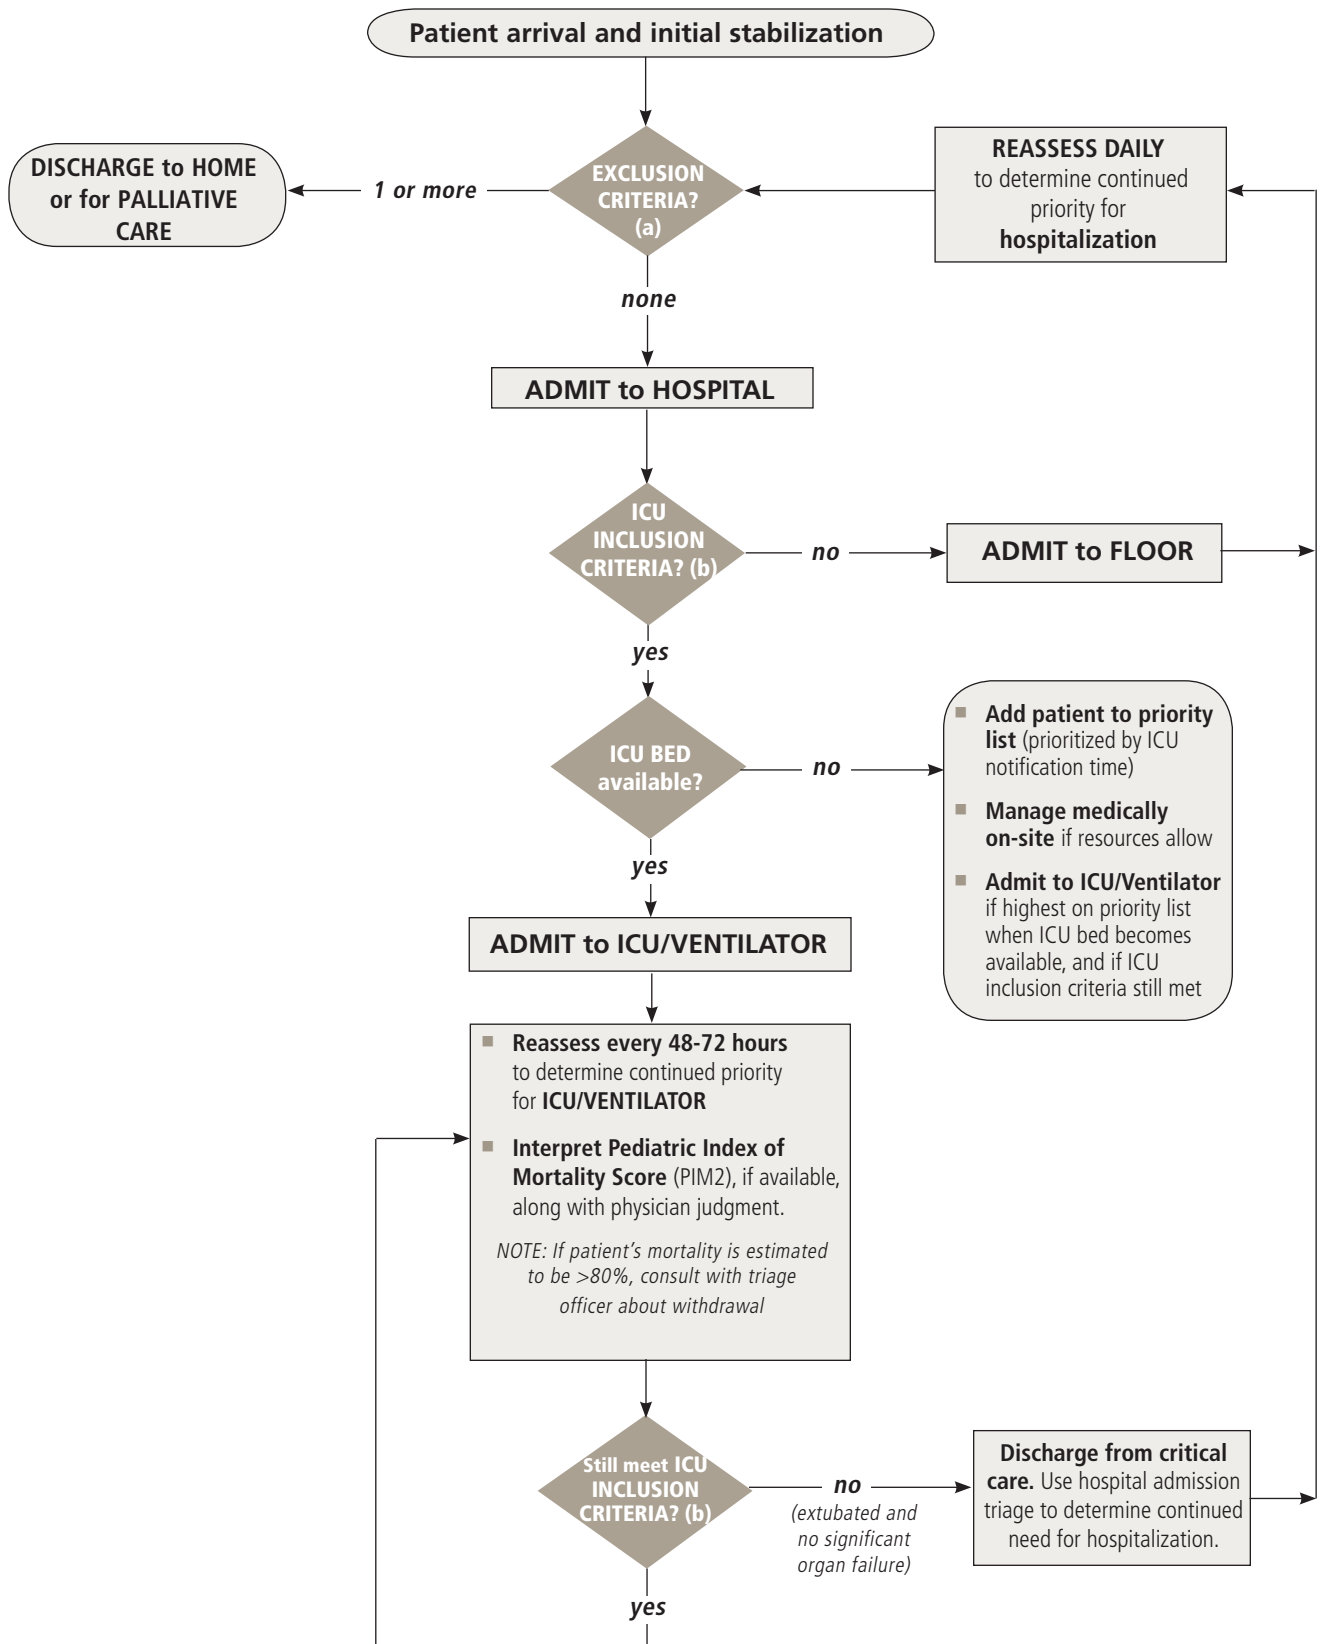 Patient arrival and initial stabilization
DISCHARGE to HOME
or for PALLIATIVE
CARE
1 or more
EXCLUSION
CRITERIA?
(a)
REASSESS DAILY
to determine continued
priority for
hospitalization
none
ADMIT to HOSPITAL
ICU
INCLUSION
CRITERIA? (b)
no
ADMIT to FLOOR
yes
ICU BED
available?
no
■ Add patient to priority
list (prioritized by ICU
notification time)
■ Manage medically
on-site if resources allow
■ Admit to ICU/Ventilator
if highest on priority list
when ICU bed becomes
available, and if ICU
inclusion criteria still met
yes
ADMIT to ICU/VENTILATOR
■ Reassess every 48-72 hours
to determine continued priority
for ICU/VENTILATOR
■ Interpret Pediatric Index of
Mortality Score (PIM2), if available,
along with physician judgment.
NOTE: If patient’s mortality is estimated
to be >80%, consult with triage
officer about withdrawal
Still meet ICU
INCLUSION
CRITERIA? (b)
no
(extubated and
no significant
organ failure)
Discharge from critical
care. Use hospital admission
triage to determine continued
need for hospitalization.
yes